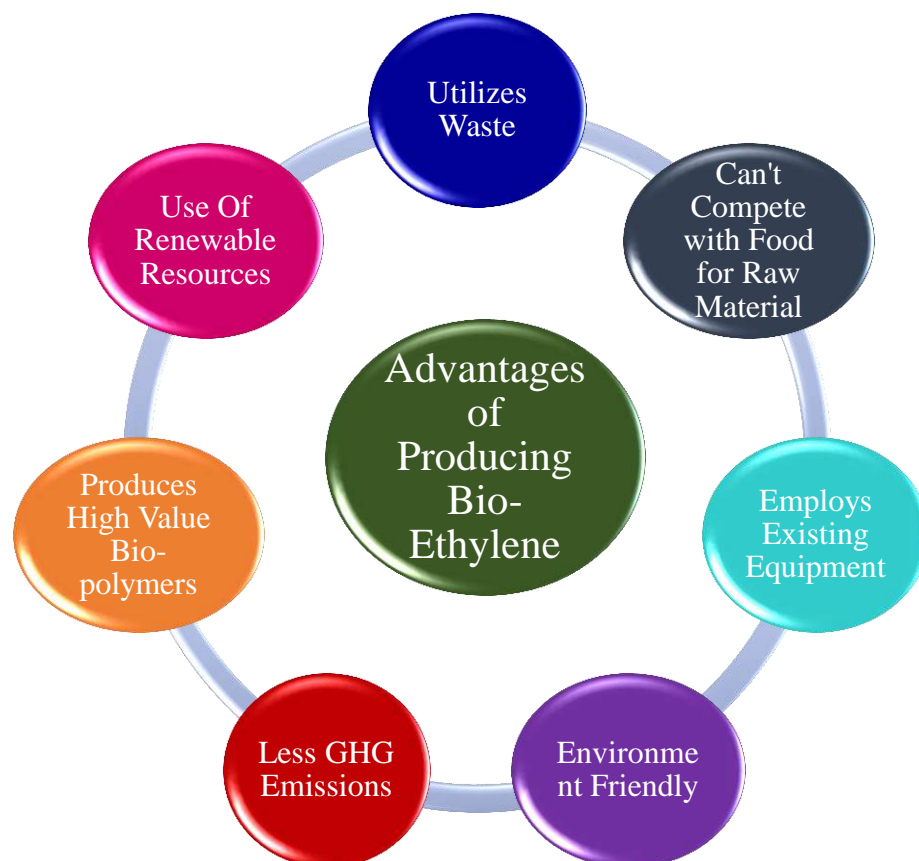 Utilizes
Waste
Can't
Compete
with Food
for Raw
Material
Employs
Existing
Equipment
Environme
nt Friendly
Less GHG
Emissions
Produces
High Value
Bio-
polymers
Use Of
Renewable
Resources
Advantages
of
Producing
Bio-
Ethylene